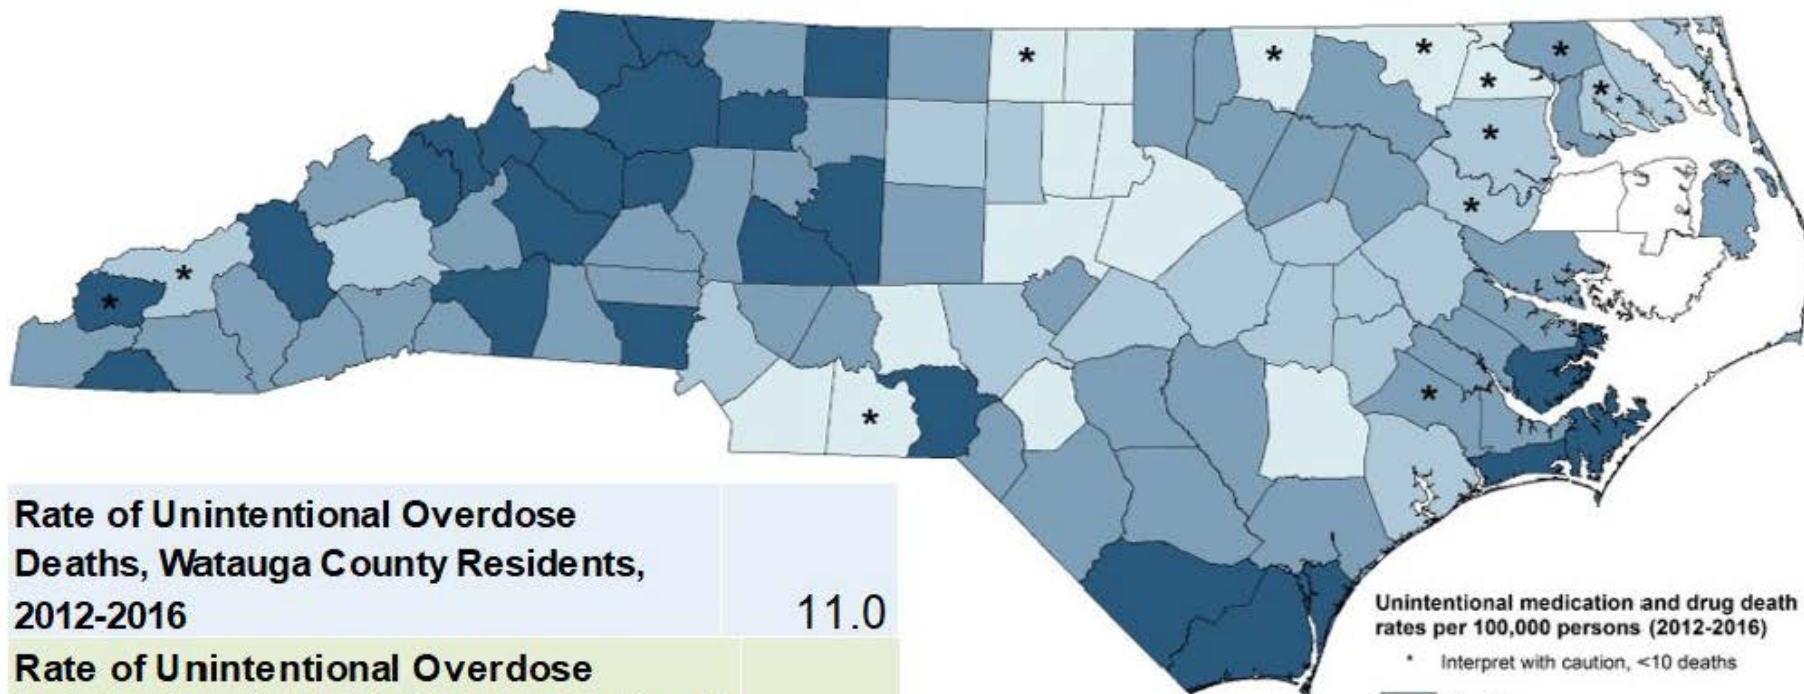 Rate of Unintentional Overdose
Deaths, Watauga County Residents,
2012-2016
11.0
Rate of Unintentional Overdose
Unintentional medication and drug death
rates per 100,000 persons (2012-2016)
* Interpret with caution, <10 deaths